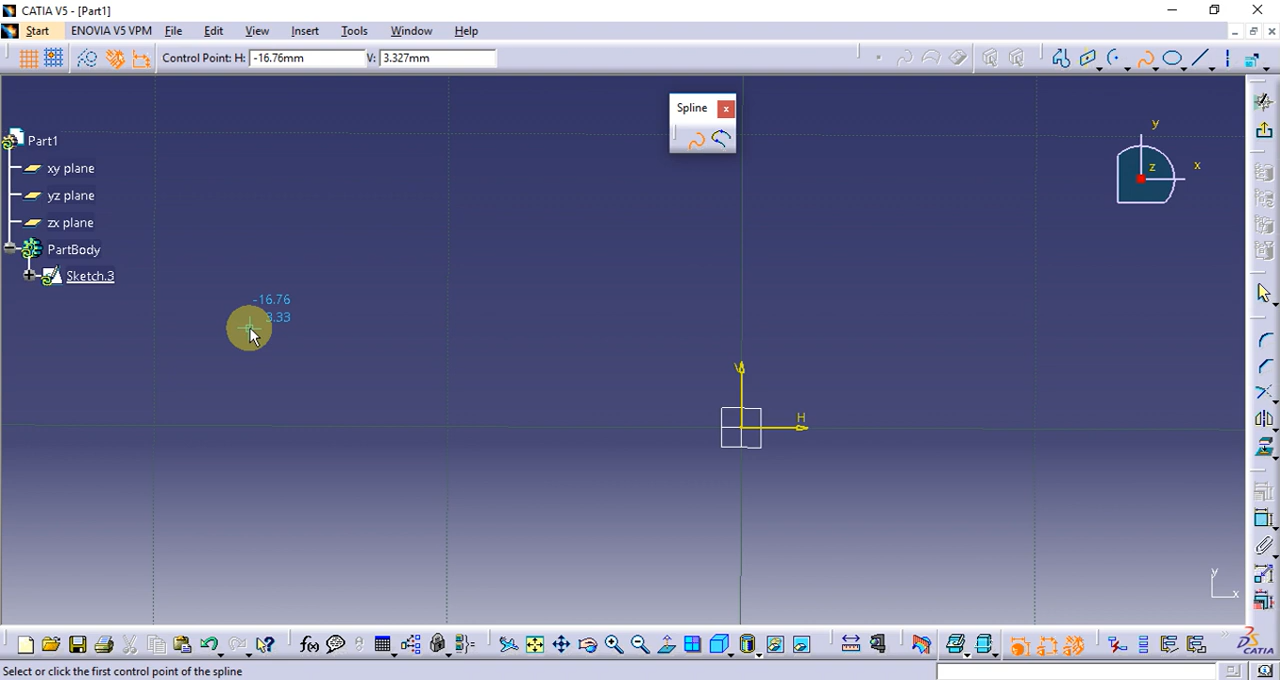 CATIA V5 - [Part1]
Start ENOVIA V5 VPM File Edit View Insert Tools Window Help
Control Point: H: -16.76mm V: 3.327mm
Spline
y
x
z
Part1
xy plane
yz plane
zx plane
PartBody
Sketch.3
-16.76
3.33
V
H
y
x
f(x)
CATIA
Select or click the first control point of the spline